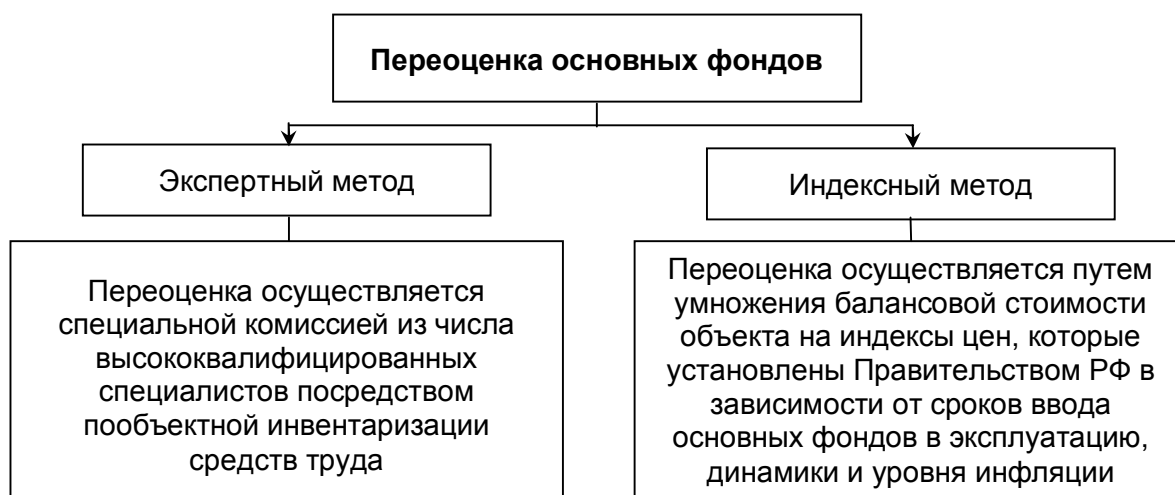 Переоценка основных фондов
Экспертный метод
Индексный метод
Переоценка осуществляется
специальной комиссией из числа
высококвалифицированных
специалистов посредством
пообъектной инвентаризации
средств труда
Переоценка осуществляется путем
умножения балансовой стоимости
объекта на индексы цен, которые
установлены Правительством РФ в
зависимости от сроков ввода
основных фондов в эксплуатацию,
динамики и уровня инфляции